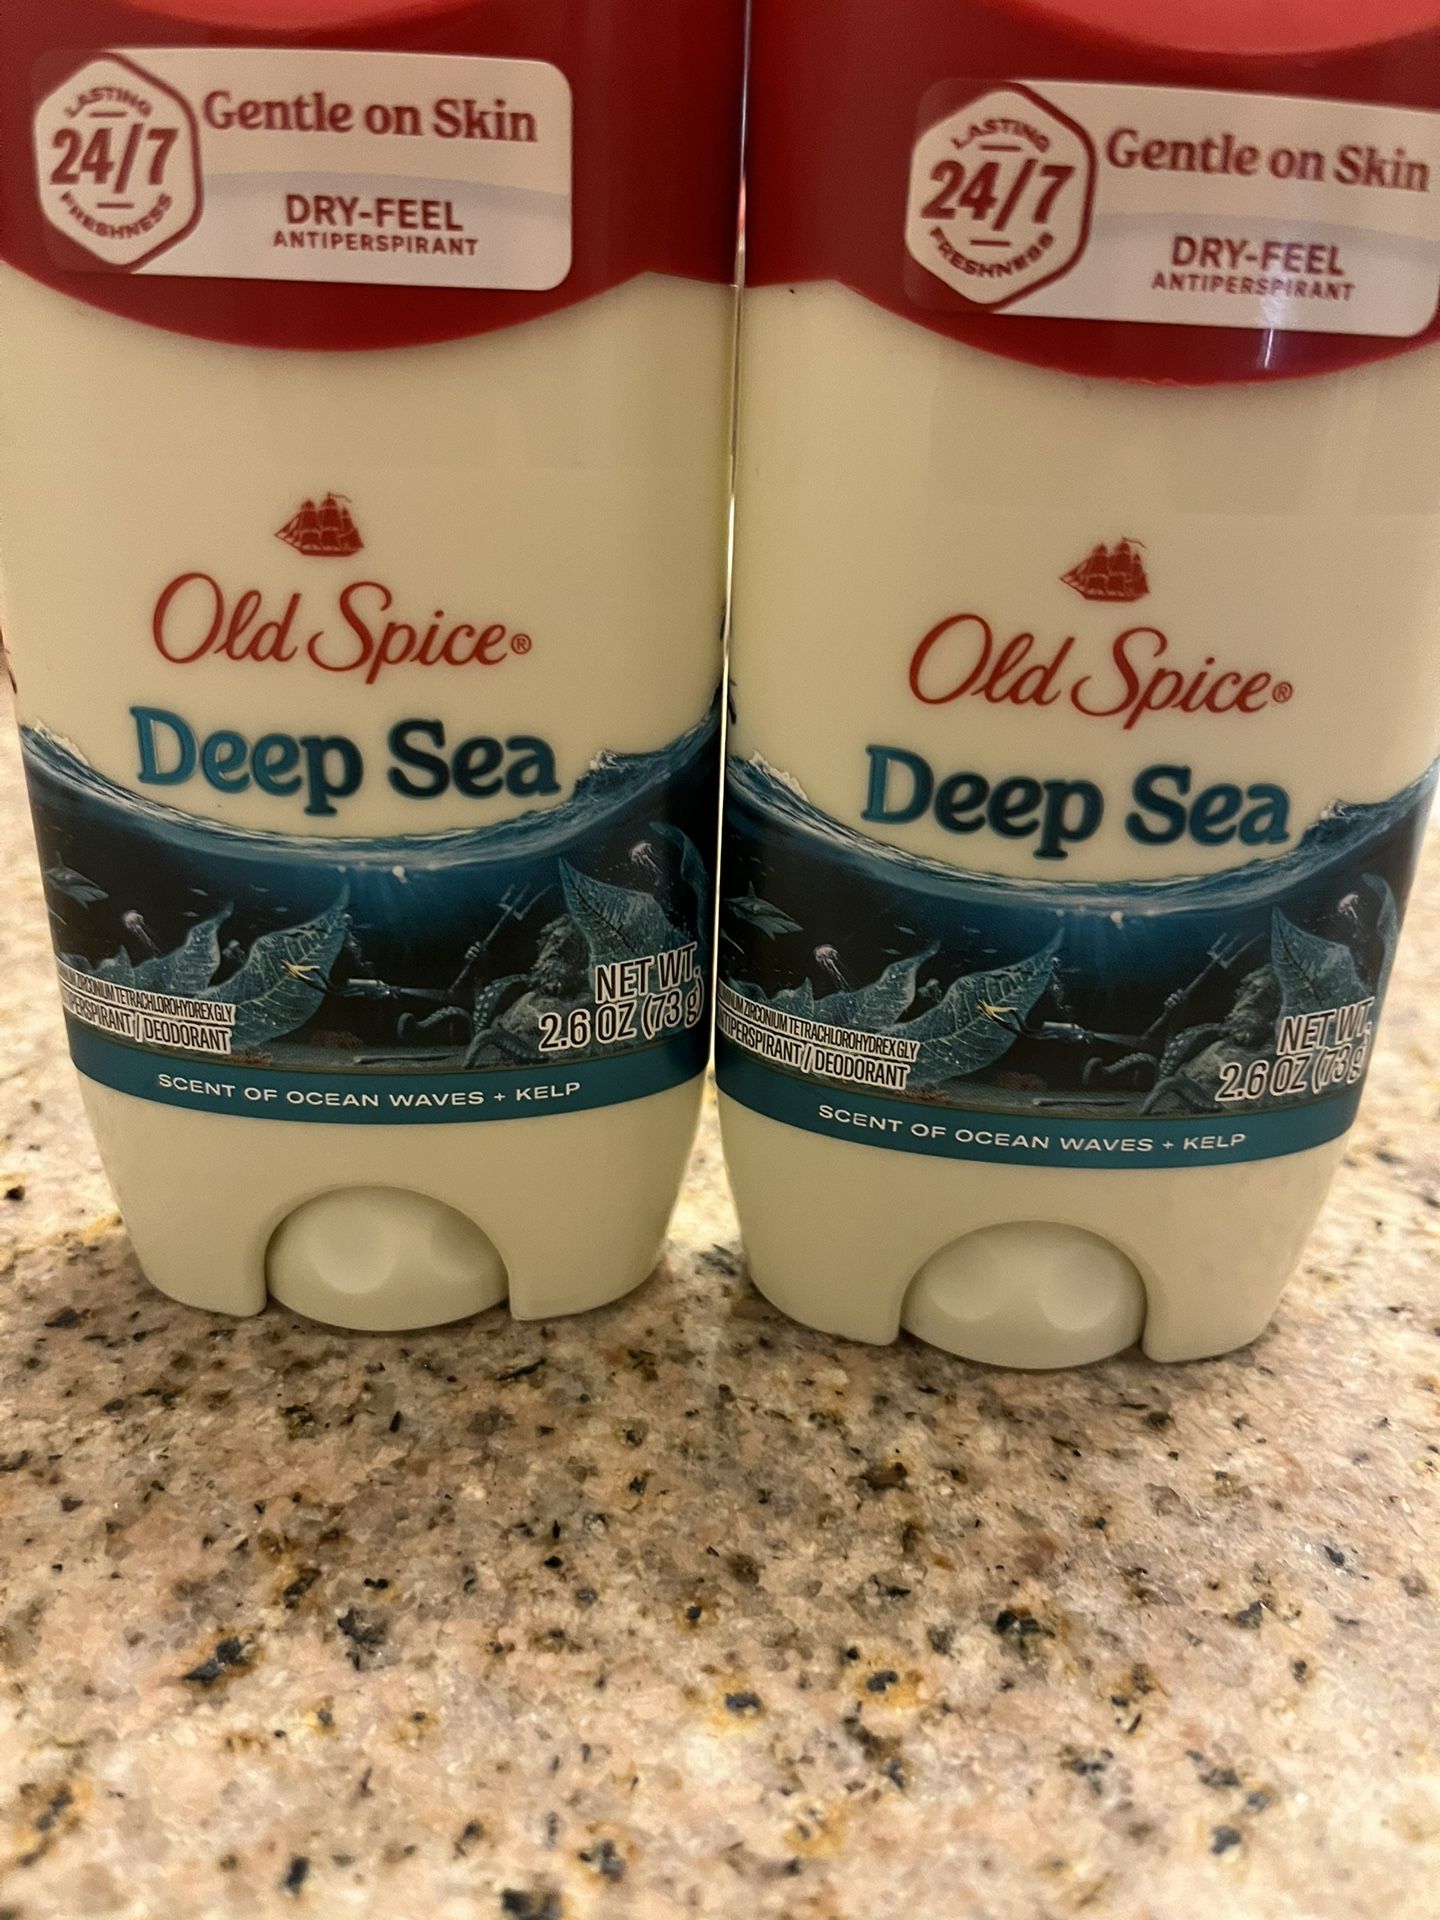 LASTING
24/7
FRESHNESS
Gentle on Skin
DRY-FEEL
ANTIPERSPIRANT
Old Spice®
Deep Sea
ZIRCONIUM TETRACHLOROHYDREX GLY
/ DEODORANT
NET WT.
2.6 OZ (73 g)
SCENT OF OCEAN WAVES + KELP
LASTING
24/7
FRESHNESS
Gentle on Skin
DRY-FEEL
ANTIPERSPIRANT
Old Spice®
Deep Sea
ZIRCONIUM TETRACHLOROHYDREX GLY
ANTIPERSPIRANT / DEODORANT
NET WT.
2.6 OZ (73 g)
SCENT OF OCEAN WAVES + KELP